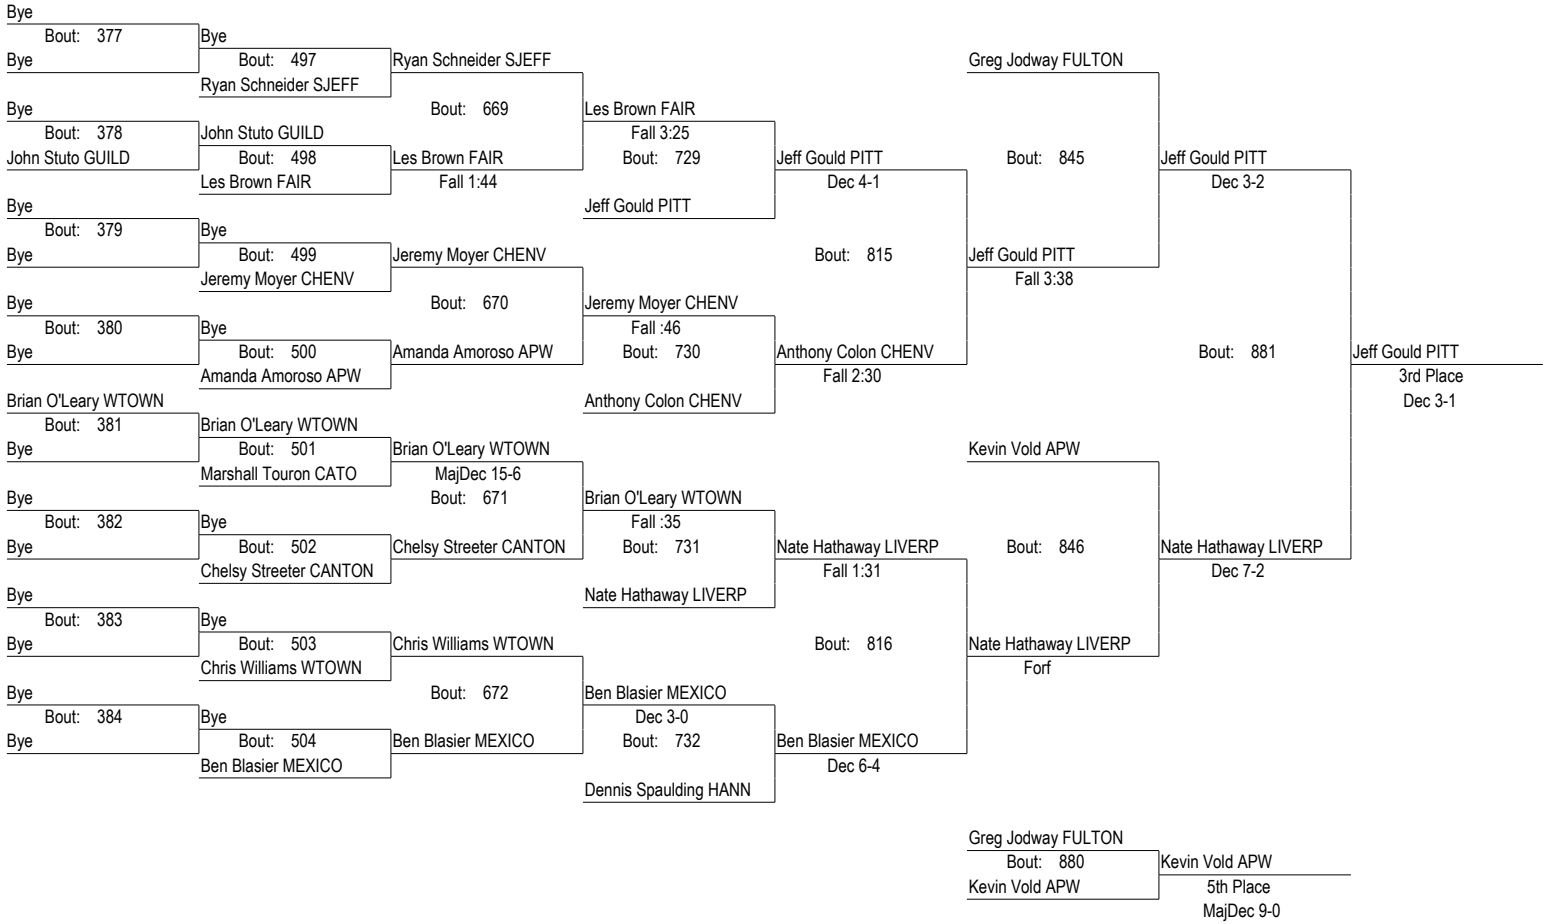 Bye
Bout: 377 Bye
Bye Bout: 497 Ryan Schneider SJEFF Greg Jodway FULTON
Ryan Schneider SJEFF
Bye Bout: 669 Les Brown FAIR
Bout: 378 John Stuto GUILD Fall 3:25
John Stuto GUILD Bout: 498 Les Brown FAIR Bout: 729 Jeff Gould PITT Bout: 845 Jeff Gould PITT
Les Brown FAIR Fall 1:44 Dec 4-1 Dec 3-2
Bye Jeff Gould PITT
Bout: 379 Bye
Bye Bout: 499 Jeremy Moyer CHENV Bout: 815 Jeff Gould PITT
Jeremy Moyer CHENV Fall 3:38
Bye Bout: 670 Jeremy Moyer CHENV
Bout: 380 Bye Fall :46
Bye Bout: 500 Amanda Amoroso APW Bout: 730 Anthony Colon CHENV Bout: 881 Jeff Gould PITT
Amanda Amoroso APW Fall 2:30 3rd Place
Brian O'Leary WTOWN Anthony Colon CHENV Dec 3-1
Bout: 381 Brian O'Leary WTOWN
Bye Bout: 501 Brian O'Leary WTOWN Kevin Vold APW
Marshall Touron CATO MajDec 15-6
Bye Bout: 671 Brian O'Leary WTOWN
Bout: 382 Bye Fall :35
Bye Bout: 502 Chelsy Streeter CANTON Bout: 731 Nate Hathaway LIVERP Bout: 846 Nate Hathaway LIVERP
Chelsy Streeter CANTON Fall 1:31 Dec 7-2
Bye Nate Hathaway LIVERP
Bout: 383 Bye
Bye Bout: 503 Chris Williams WTOWN Bout: 816 Nate Hathaway LIVERP
Chris Williams WTOWN Forf
Bye Bout: 672 Ben Blasier MEXICO
Bout: 384 Bye Dec 3-0
Bye Bout: 504 Ben Blasier MEXICO Bout: 732 Ben Blasier MEXICO
Ben Blasier MEXICO Dec 6-4
Dennis Spaulding HANN
Greg Jodway FULTON
Bout: 880 Kevin Vold APW
Kevin Vold APW 5th Place
MajDec 9-0